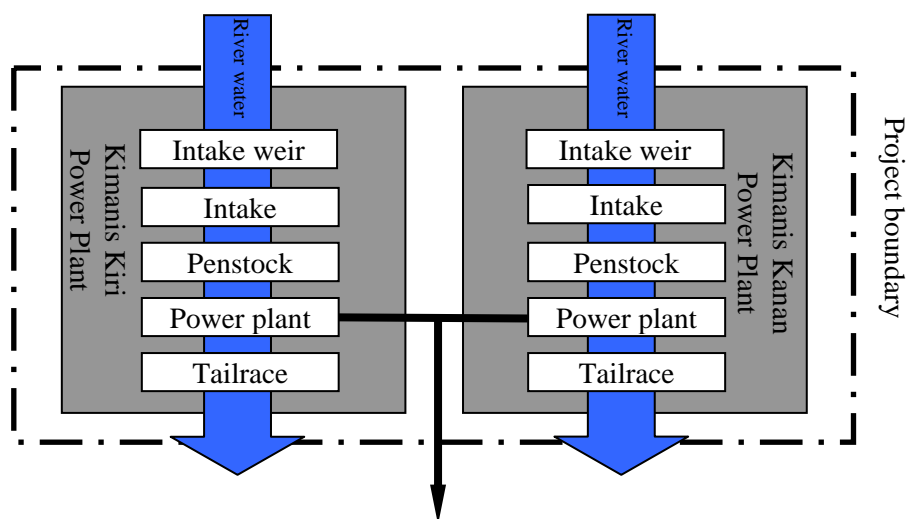 River water
Kimanis Kiri
Power Plant
Intake weir
Intake
Penstock
Power plant
Tailrace
River water
Intake weir
Intake
Penstock
Power plant
Tailrace
Kimanis Kanan
Power Plant
Project boundary